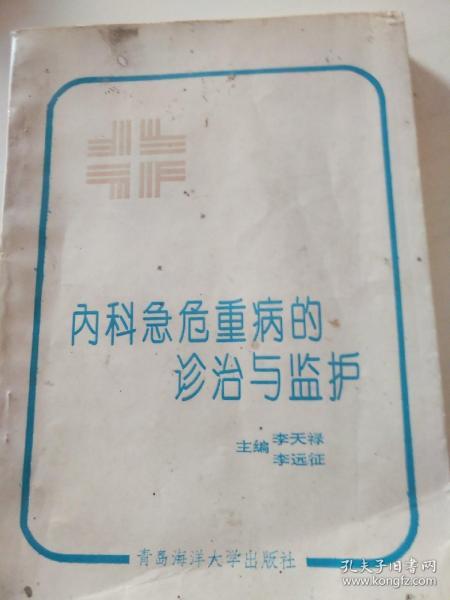 内科急危重病的
诊治与监护
主编 李天禄
李远征
青岛海洋大学出版社
孔夫子旧书网
www.kongfz.com